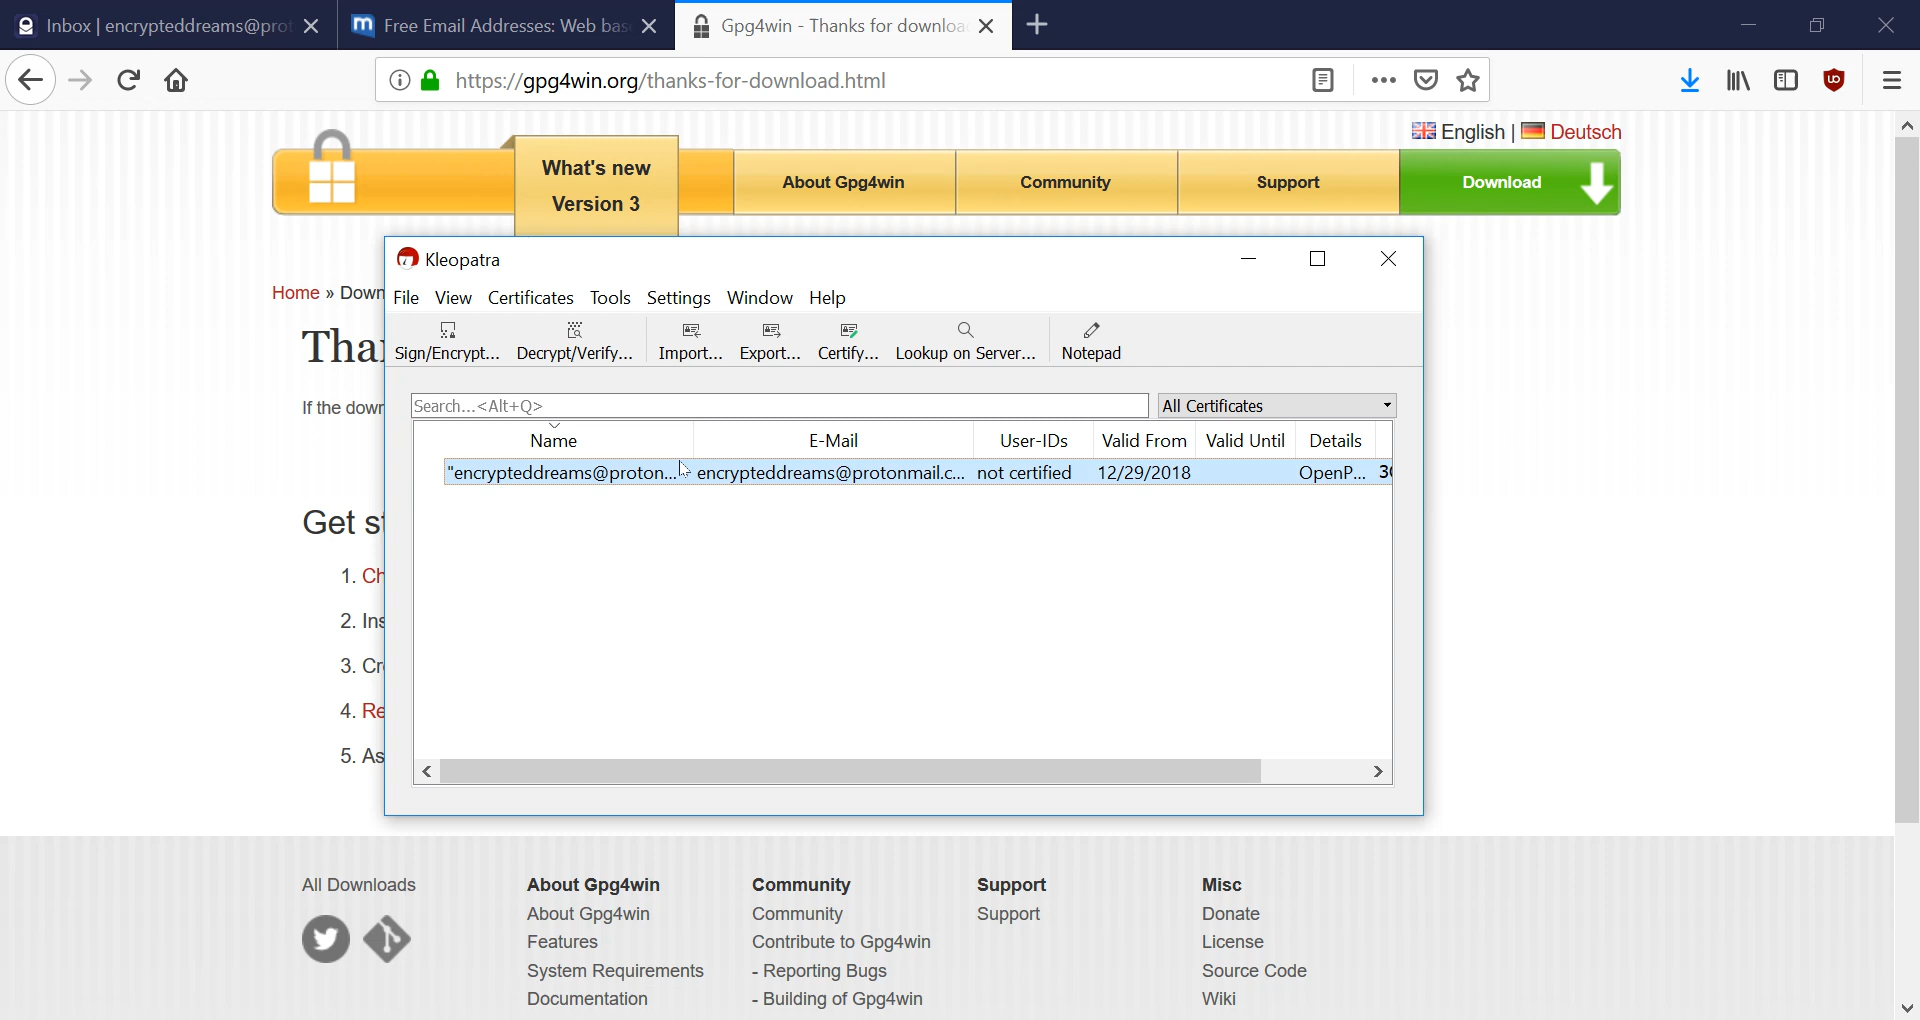 Inbox | encrypteddreams@prot
Free Email Addresses: Web bas
Gpg4win - Thanks for downloa
https://gpg4win.org/thanks-for-download.html
English | Deutsch
What's new
Version 3
About Gpg4win
Community
Support
Download
Home » Down
Kleopatra
File View Certificates Tools Settings Window Help
Sign/Encrypt... Decrypt/Verify... Import... Export... Certify... Lookup on Server... Notepad
Than
If the down
Search...<Alt+Q>
All Certificates
Name E-Mail User-IDs Valid From Valid Until Details
"encrypteddreams@proton... encrypteddreams@protonmail.c... not certified 12/29/2018 OpenP... 30
Get st
1. Ch
2. Ins
3. Cr
4. Re
5. As
All Downloads
About Gpg4win
About Gpg4win
Features
System Requirements
Documentation
Community
Community
Contribute to Gpg4win
- Reporting Bugs
- Building of Gpg4win
Support
Support
Misc
Donate
License
Source Code
Wiki